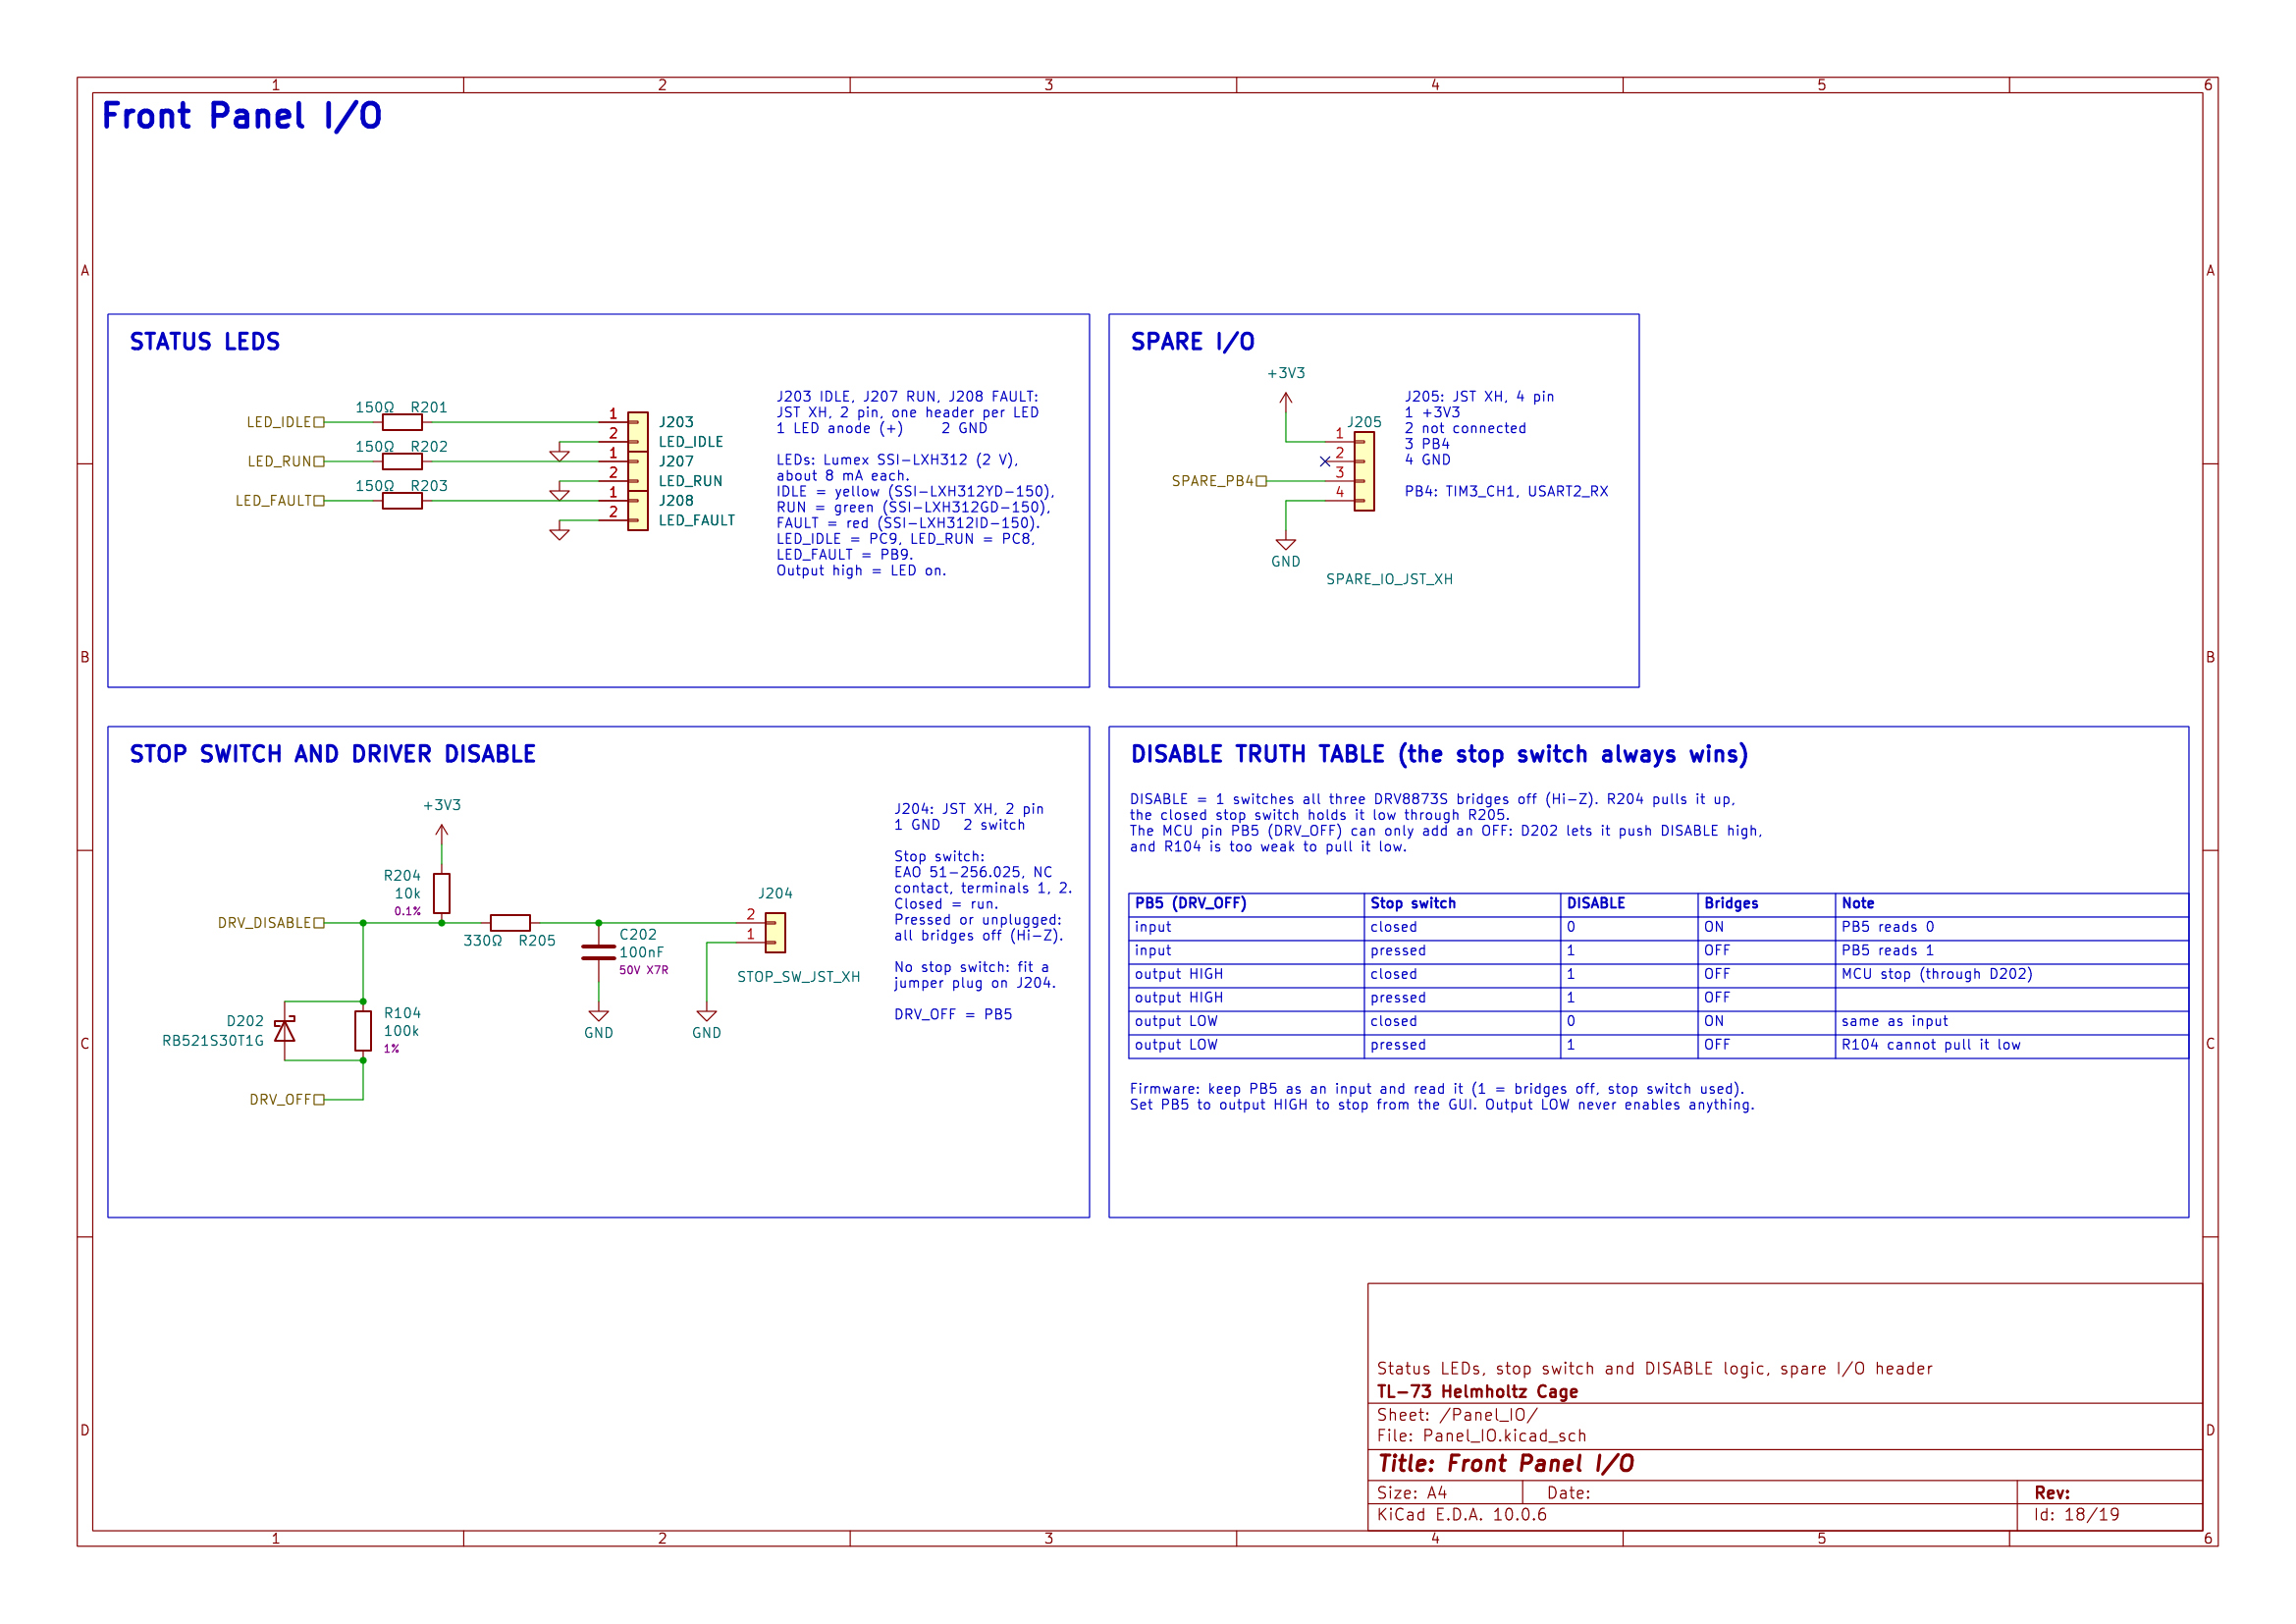 1 2 3 4 5 6
Front Panel I/O
A A
STATUS LEDS
LED_IDLE
150Ω R201
LED_RUN
150Ω R202
LED_FAULT
150Ω R203
1
2
1
2
1
2
J203
LED_IDLE
J207
LED_RUN
J208
LED_FAULT
J203 IDLE, J207 RUN, J208 FAULT:
JST XH, 2 pin, one header per LED
1 LED anode (+) 2 GND
LEDs: Lumex SSI-LXH312 (2 V),
about 8 mA each.
IDLE = yellow (SSI-LXH312YD-150),
RUN = green (SSI-LXH312GD-150),
FAULT = red (SSI-LXH312ID-150).
LED_IDLE = PC9, LED_RUN = PC8,
LED_FAULT = PB9.
Output high = LED on.
SPARE I/O
+3V3
J205
1
2
SPARE_PB4
3
4
GND
SPARE_IO_JST_XH
J205: JST XH, 4 pin
1 +3V3
2 not connected
3 PB4
4 GND
PB4: TIM3_CH1, USART2_RX
B B
STOP SWITCH AND DRIVER DISABLE
+3V3
R204
10k
0.1%
DRV_DISABLE
330Ω R205
C202
100nF
50V X7R
GND
J204
2
1
STOP_SW_JST_XH
GND
D202
RB521S30T1G
R104
100k
1%
DRV_OFF
J204: JST XH, 2 pin
1 GND 2 switch
Stop switch:
EAO 51-256.025, NC
contact, terminals 1, 2.
Closed = run.
Pressed or unplugged:
all bridges off (Hi-Z).
No stop switch: fit a
jumper plug on J204.
DRV_OFF = PB5
DISABLE TRUTH TABLE (the stop switch always wins)
DISABLE = 1 switches all three DRV8873S bridges off (Hi-Z). R204 pulls it up,
the closed stop switch holds it low through R205.
The MCU pin PB5 (DRV_OFF) can only add an OFF: D202 lets it push DISABLE high,
and R104 is too weak to pull it low.
PB5 (DRV_OFF) Stop switch DISABLE Bridges Note
input closed 0 ON PB5 reads 0
input pressed 1 OFF PB5 reads 1
output HIGH closed 1 OFF MCU stop (through D202)
output HIGH pressed 1 OFF
output LOW closed 0 ON same as input
output LOW pressed 1 OFF R104 cannot pull it low
Firmware: keep PB5 as an input and read it (1 = bridges off, stop switch used).
Set PB5 to output HIGH to stop from the GUI. Output LOW never enables anything.
C C
Status LEDs, stop switch and DISABLE logic, spare I/O header
TL-73 Helmholtz Cage
Sheet: /Panel_IO/
File: Panel_IO.kicad_sch
Title: Front Panel I/O
Size: A4 Date: Rev:
KiCad E.D.A. 10.0.6 Id: 18/19
D D
1 2 3 4 5 6